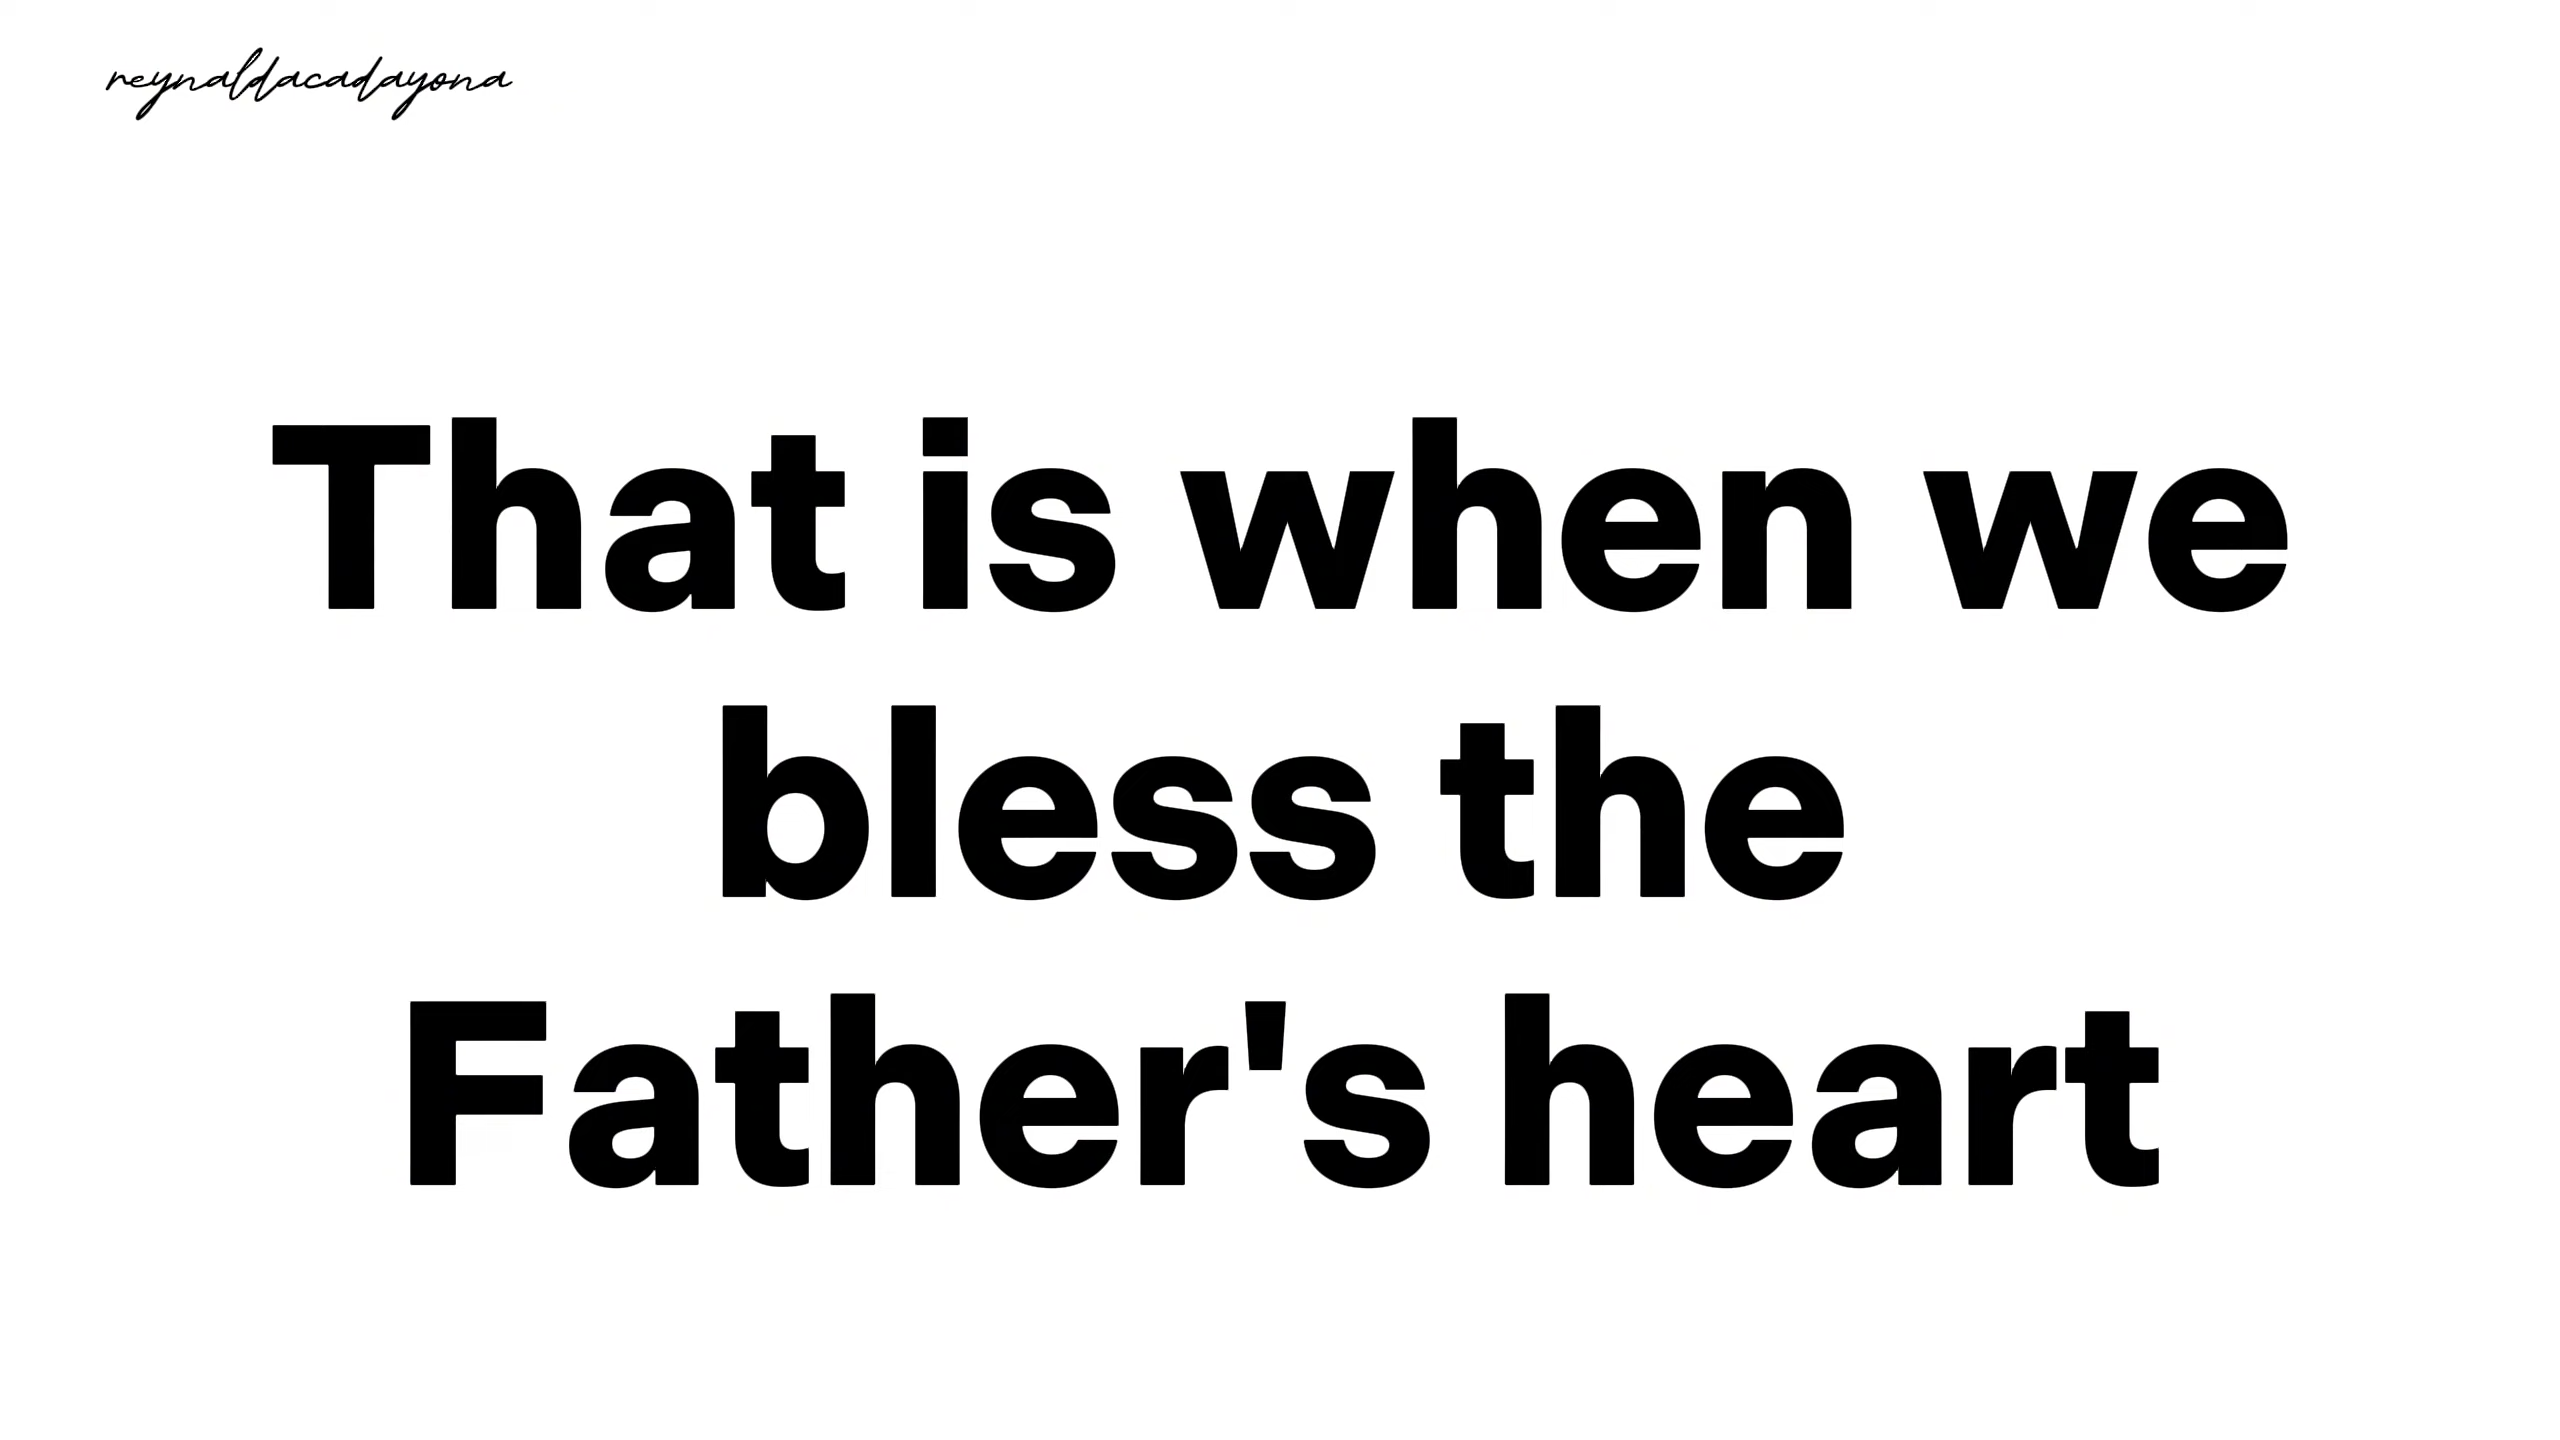 reynaldacadayona
That is when we
bless the
Father's heart